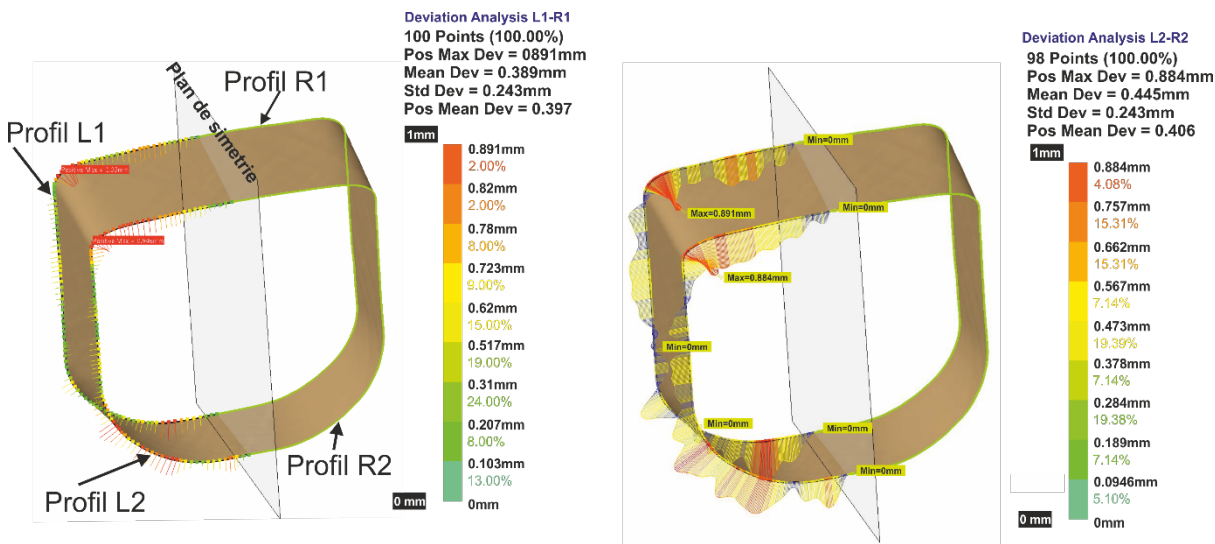 Deviation Analysis L1-R1
100 Points (100.00%)
Pos Max Dev = 0891mm
Mean Dev = 0.389mm
Std Dev = 0.243mm
Pos Mean Dev = 0.397
Plan de simetrie
Profil R1
Profil L1
Profil R2
Profil L2
1mm
0.891mm
2.00%
0.82mm
2.00%
0.78mm
8.00%
0.723mm
9.00%
0.62mm
15.00%
0.517mm
19.00%
0.31mm
24.00%
0.207mm
8.00%
0.103mm
13.00%
0mm
0 mm
Deviation Analysis L2-R2
98 Points (100.00%)
Pos Max Dev = 0.884mm
Mean Dev = 0.445mm
Std Dev = 0.243mm
Pos Mean Dev = 0.406
Min=0mm
Max=0.891mm
Min=0mm
Max=0.884mm
Min=0mm
Min=0mm
Min=0mm
Min=0mm
1mm
0.884mm
4.08%
0.757mm
15.31%
0.662mm
15.31%
0.567mm
7.14%
0.473mm
19.39%
0.378mm
7.14%
0.284mm
19.38%
0.189mm
7.14%
0.0946mm
5.10%
0mm
0 mm